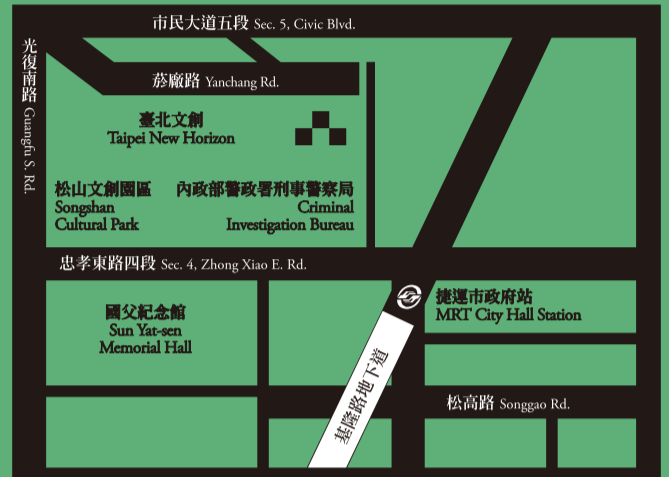 市民大道五段 Sec. 5, Civic Blvd.
光復南路 Guangfu S. Rd.
菸廠路 Yanchang Rd.
臺北文創
Taipei New Horizon
松山文創園區
Songshan
Cultural Park
內政部警政署刑事警察局
Criminal
Investigation Bureau
忠孝東路四段 Sec. 4, Zhong Xiao E. Rd.
國父紀念館
Sun Yat-sen
Memorial Hall
捷運市政府站
MRT City Hall Station
基隆路地下道
松高路 Songgao Rd.